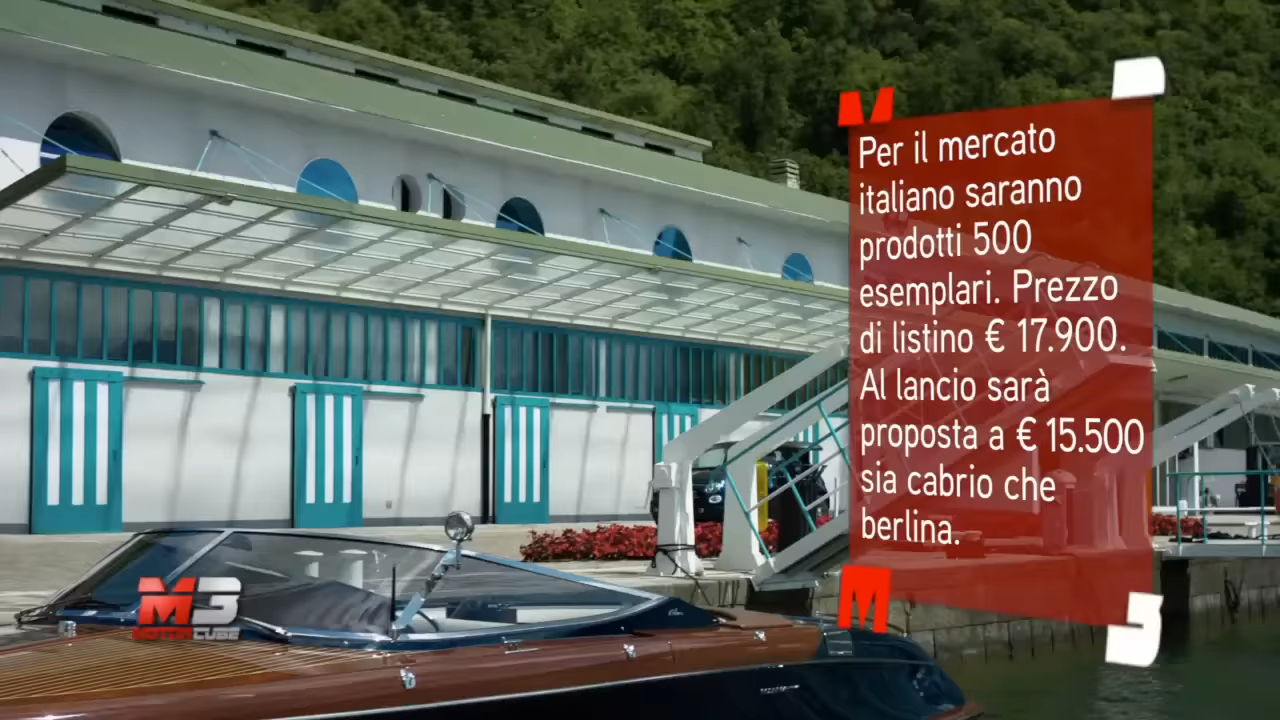 Per il mercato
italiano saranno
prodotti 500
esemplari. Prezzo
di listino € 17.900.
Al lancio sarà
proposta a € 15.500
sia cabrio che
berlina.
M3
MOTORCUBE